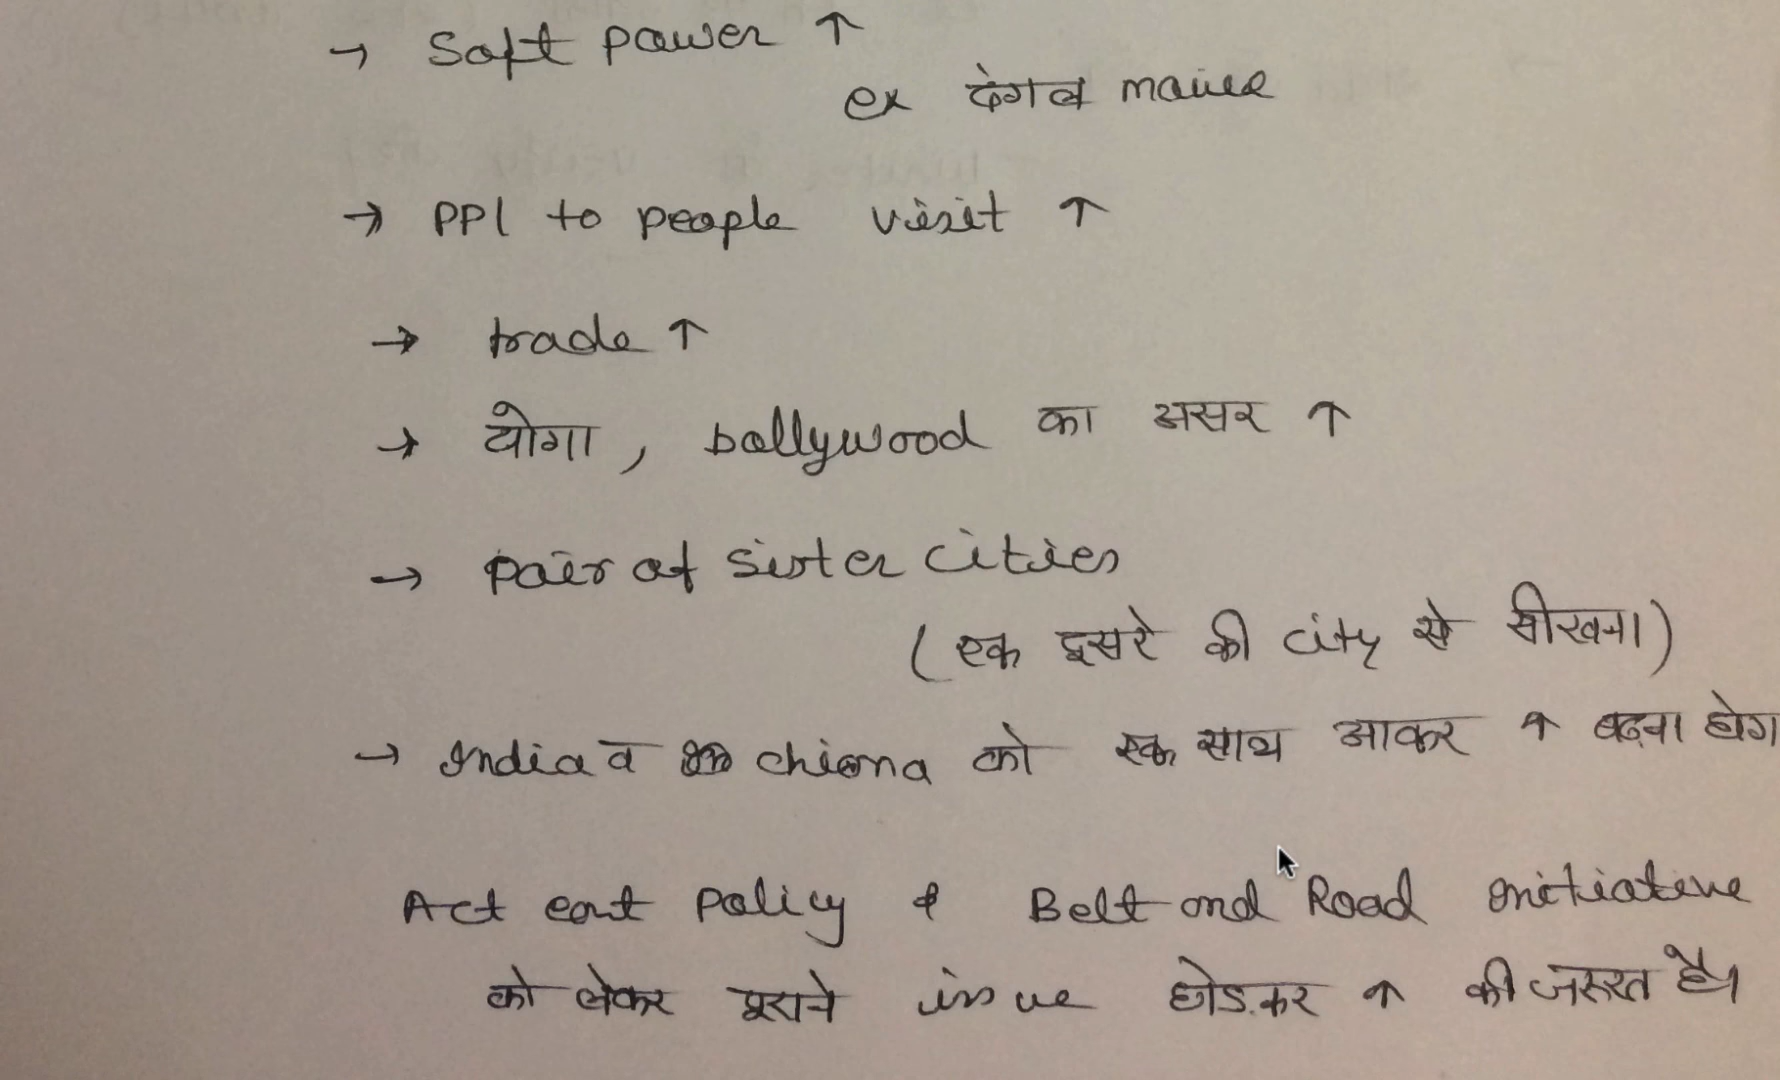 → Soft power ↑
ex दंगल movie
→ PPl to people visit ↑
→ trade ↑
→ योगा, bollywood का असर ↑
→ pair of sister cities
(एक दूसरे की city से सीखना)
→ India व china को एक साथ आकर ↑ बढ़ना होगा
Act east policy & Belt and Road initiative
को लेकर पुराने issue छोड़कर ↑ की जरूरत है।